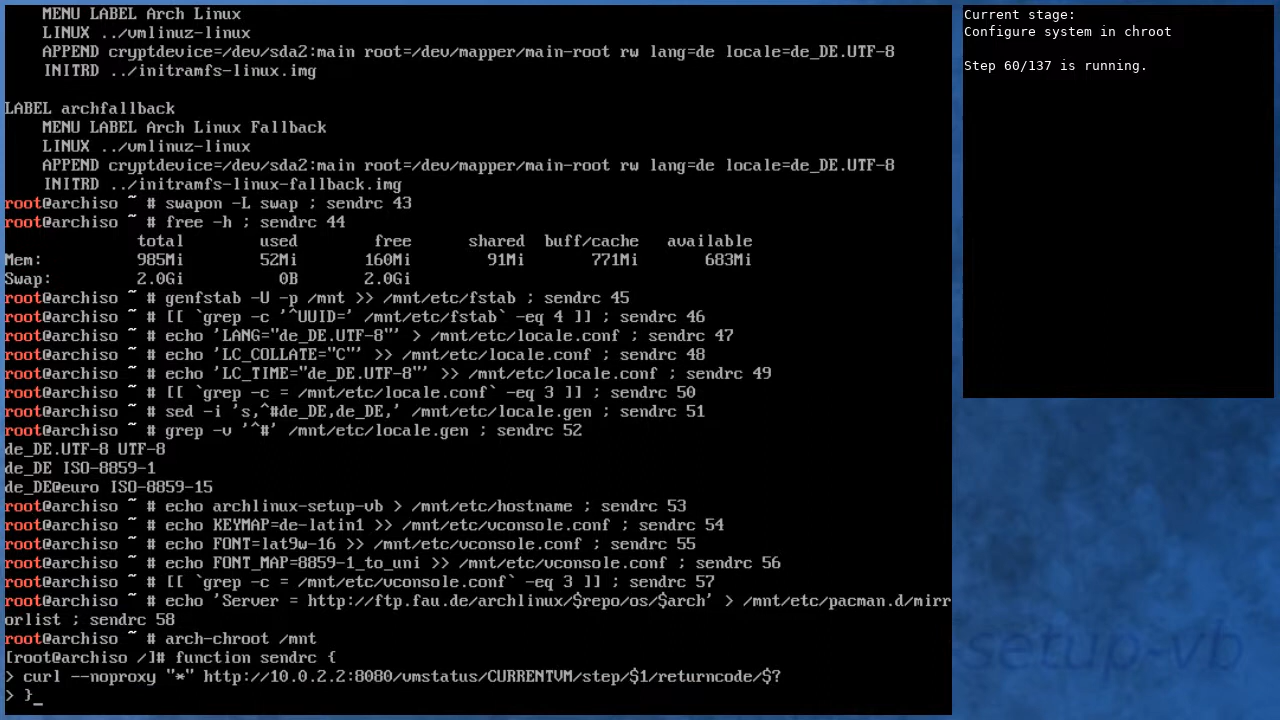 MENU LABEL Arch Linux
    LINUX ../vmlinuz-linux
    APPEND cryptdevice=/dev/sda2:main root=/dev/mapper/main-root rw lang=de locale=de_DE.UTF-8
    INITRD ../initramfs-linux.img

LABEL archfallback
    MENU LABEL Arch Linux Fallback
    LINUX ../vmlinuz-linux
    APPEND cryptdevice=/dev/sda2:main root=/dev/mapper/main-root rw lang=de locale=de_DE.UTF-8
    INITRD ../initramfs-linux-fallback.img
root@archiso ~ # swapon -L swap ; sendrc 43
root@archiso ~ # free -h ; sendrc 44
              total        used        free      shared  buff/cache   available
Mem:          985Mi        52Mi       160Mi        91Mi       771Mi       683Mi
Swap:         2.0Gi          0B       2.0Gi
root@archiso ~ # genfstab -U -p /mnt >> /mnt/etc/fstab ; sendrc 45
root@archiso ~ # [[ `grep -c '^UUID=' /mnt/etc/fstab` -eq 4 ]] ; sendrc 46
root@archiso ~ # echo 'LANG="de_DE.UTF-8"' > /mnt/etc/locale.conf ; sendrc 47
root@archiso ~ # echo 'LC_COLLATE="C"' >> /mnt/etc/locale.conf ; sendrc 48
root@archiso ~ # echo 'LC_TIME="de_DE.UTF-8"' >> /mnt/etc/locale.conf ; sendrc 49
root@archiso ~ # [[ `grep -c = /mnt/etc/locale.conf` -eq 3 ]] ; sendrc 50
root@archiso ~ # sed -i 's,^#de_DE,de_DE,' /mnt/etc/locale.gen ; sendrc 51
root@archiso ~ # grep -v '^#' /mnt/etc/locale.gen ; sendrc 52
de_DE.UTF-8 UTF-8
de_DE ISO-8859-1
de_DE@euro ISO-8859-15
root@archiso ~ # echo archlinux-setup-vb > /mnt/etc/hostname ; sendrc 53
root@archiso ~ # echo KEYMAP=de-latin1 >> /mnt/etc/vconsole.conf ; sendrc 54
root@archiso ~ # echo FONT=lat9w-16 >> /mnt/etc/vconsole.conf ; sendrc 55
root@archiso ~ # echo FONT_MAP=8859-1_to_uni >> /mnt/etc/vconsole.conf ; sendrc 56
root@archiso ~ # [[ `grep -c = /mnt/etc/vconsole.conf` -eq 3 ]] ; sendrc 57
root@archiso ~ # echo 'Server = http://ftp.fau.de/archlinux/$repo/os/$arch' > /mnt/etc/pacman.d/mirr
orlist ; sendrc 58
root@archiso ~ # arch-chroot /mnt
[root@archiso /]# function sendrc {
> curl --noproxy "*" http://10.0.2.2:8080/vmstatus/CURRENTVM/step/$1/returncode/$?
> }_
Current stage:
Configure system in chroot

Step 60/137 is running.
setup-vb